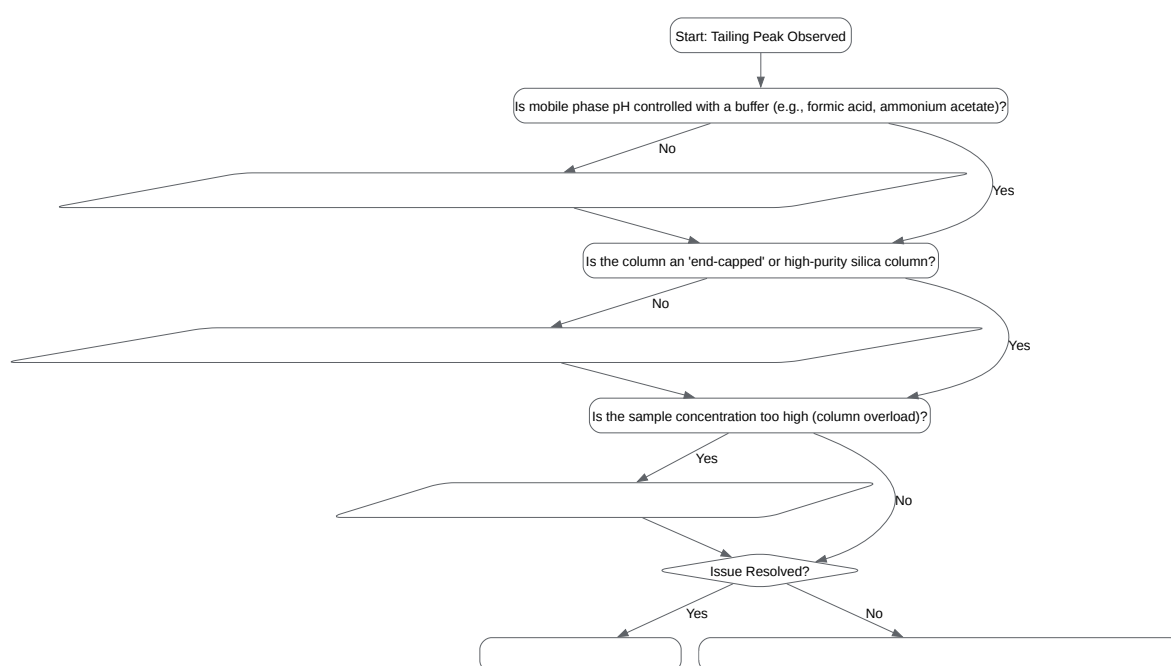 Start: Tailing Peak Observed
Is mobile phase pH controlled with a buffer (e.g., formic acid, ammonium acetate)?
No
Yes
Is the column an 'end-capped' or high-purity silica column?
No
Yes
Is the sample concentration too high (column overload)?
Yes
No
Issue Resolved?
Yes
No